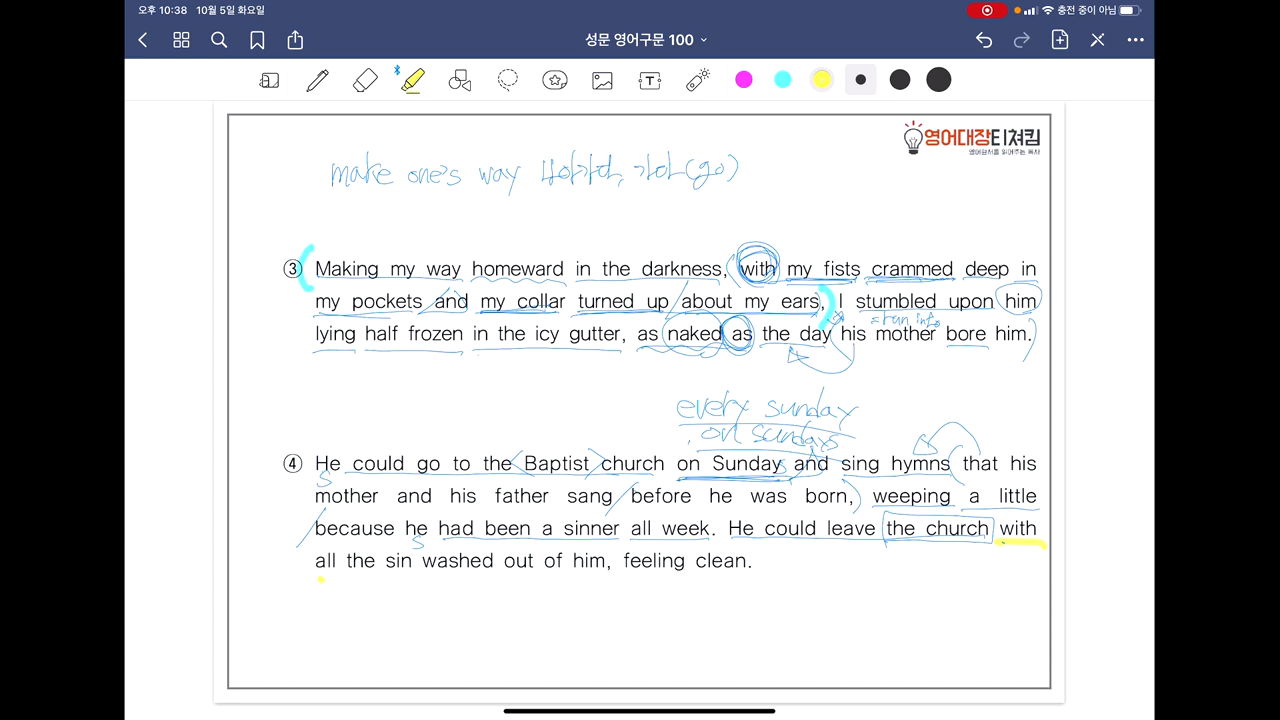 오후 10:38 10월 5일 화요일
충전 중이 아님
성문 영어구문 100
영어대장티쳐킴
make one's way 나아가다, 가다(go)
③ Making my way homeward in the darkness, with my fists crammed deep in
my pockets and my collar turned up about my ears, I stumbled upon him
= run into
lying half frozen in the icy gutter, as naked as the day his mother bore him.
every sunday
, on sundays
④ He could go to the Baptist church on Sundays and sing hymns that his
S
mother and his father sang before he was born, weeping a little
because he had been a sinner all week. He could leave the church with
S
all the sin washed out of him, feeling clean.